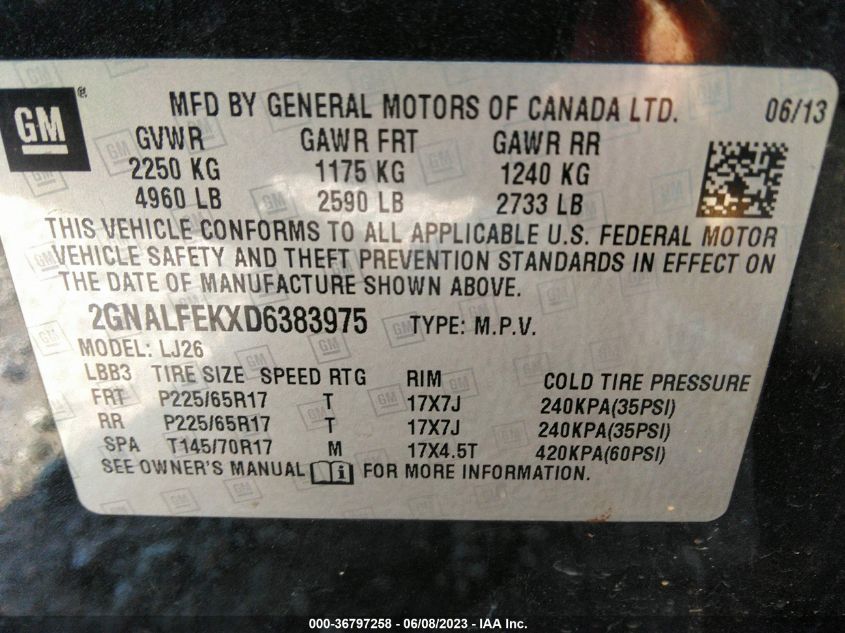 GM ® MFD BY GENERAL MOTORS OF CANADA LTD. 06/13
GVWR GAWR FRT GAWR RR
2250 KG 1175 KG 1240 KG
4960 LB 2590 LB 2733 LB
THIS VEHICLE CONFORMS TO ALL APPLICABLE U.S. FEDERAL MOTOR
VEHICLE SAFETY AND THEFT PREVENTION STANDARDS IN EFFECT ON
THE DATE OF MANUFACTURE SHOWN ABOVE.
2GNALFEKXD6383975 TYPE: M.P.V.
MODEL: LJ26
LBB3 TIRE SIZE SPEED RTG RIM COLD TIRE PRESSURE
FRT P225/65R17 T 17X7J 240KPA(35PSI)
RR P225/65R17 T 17X7J 240KPA(35PSI)
SPA T145/70R17 M 17X4.5T 420KPA(60PSI)
SEE OWNER'S MANUAL i FOR MORE INFORMATION.
000-36797258 - 06/08/2023 - IAA Inc.